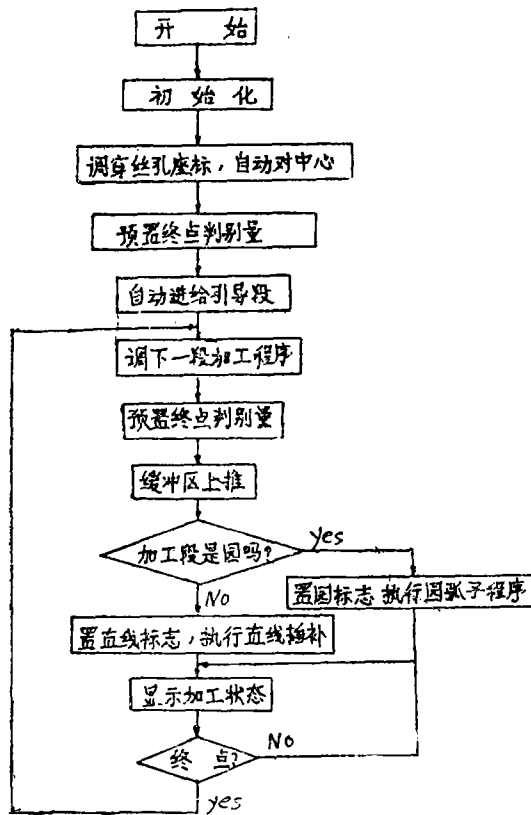 开 始
初 始 化
调穿丝孔座标，自动对中心
预置终点判别量
自动进给引导段
调下一段加工程序
预置终点判别量
缓冲区上推
加工段是园吗?
yes
No
置园标志 执行园弧子程序
置直线标志，执行直线插补
显示加工状态
终 点?
No
yes